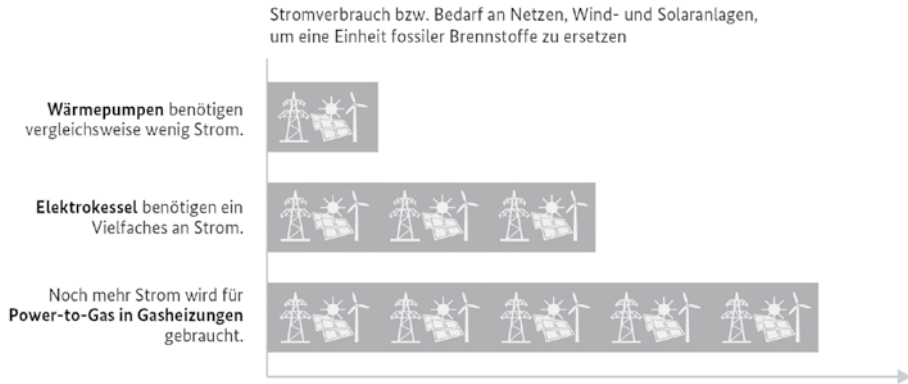 Stromverbrauch bzw. Bedarf an Netzen, Wind- und Solaranlagen,
um eine Einheit fossiler Brennstoffe zu ersetzen
Wärmepumpen benötigen
vergleichsweise wenig Strom.
Elektrokessel benötigen ein
Vielfaches an Strom.
Noch mehr Strom wird für
Power-to-Gas in Gasheizungen
gebraucht.